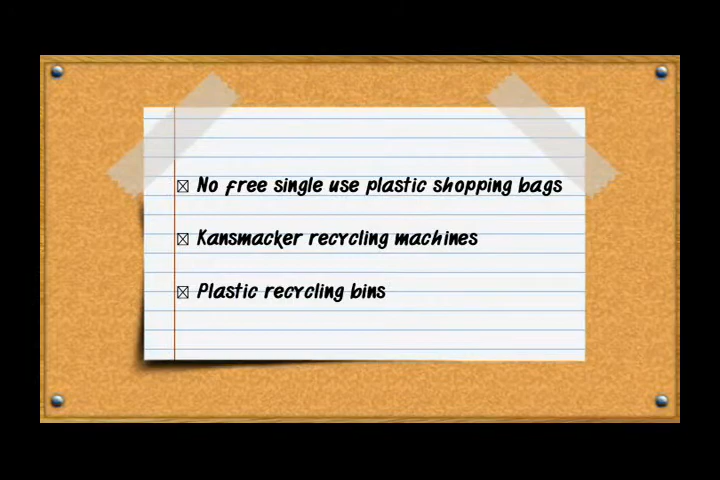 ☒ No free single use plastic shopping bags
☒ Kansmacker recycling machines
☒ Plastic recycling bins